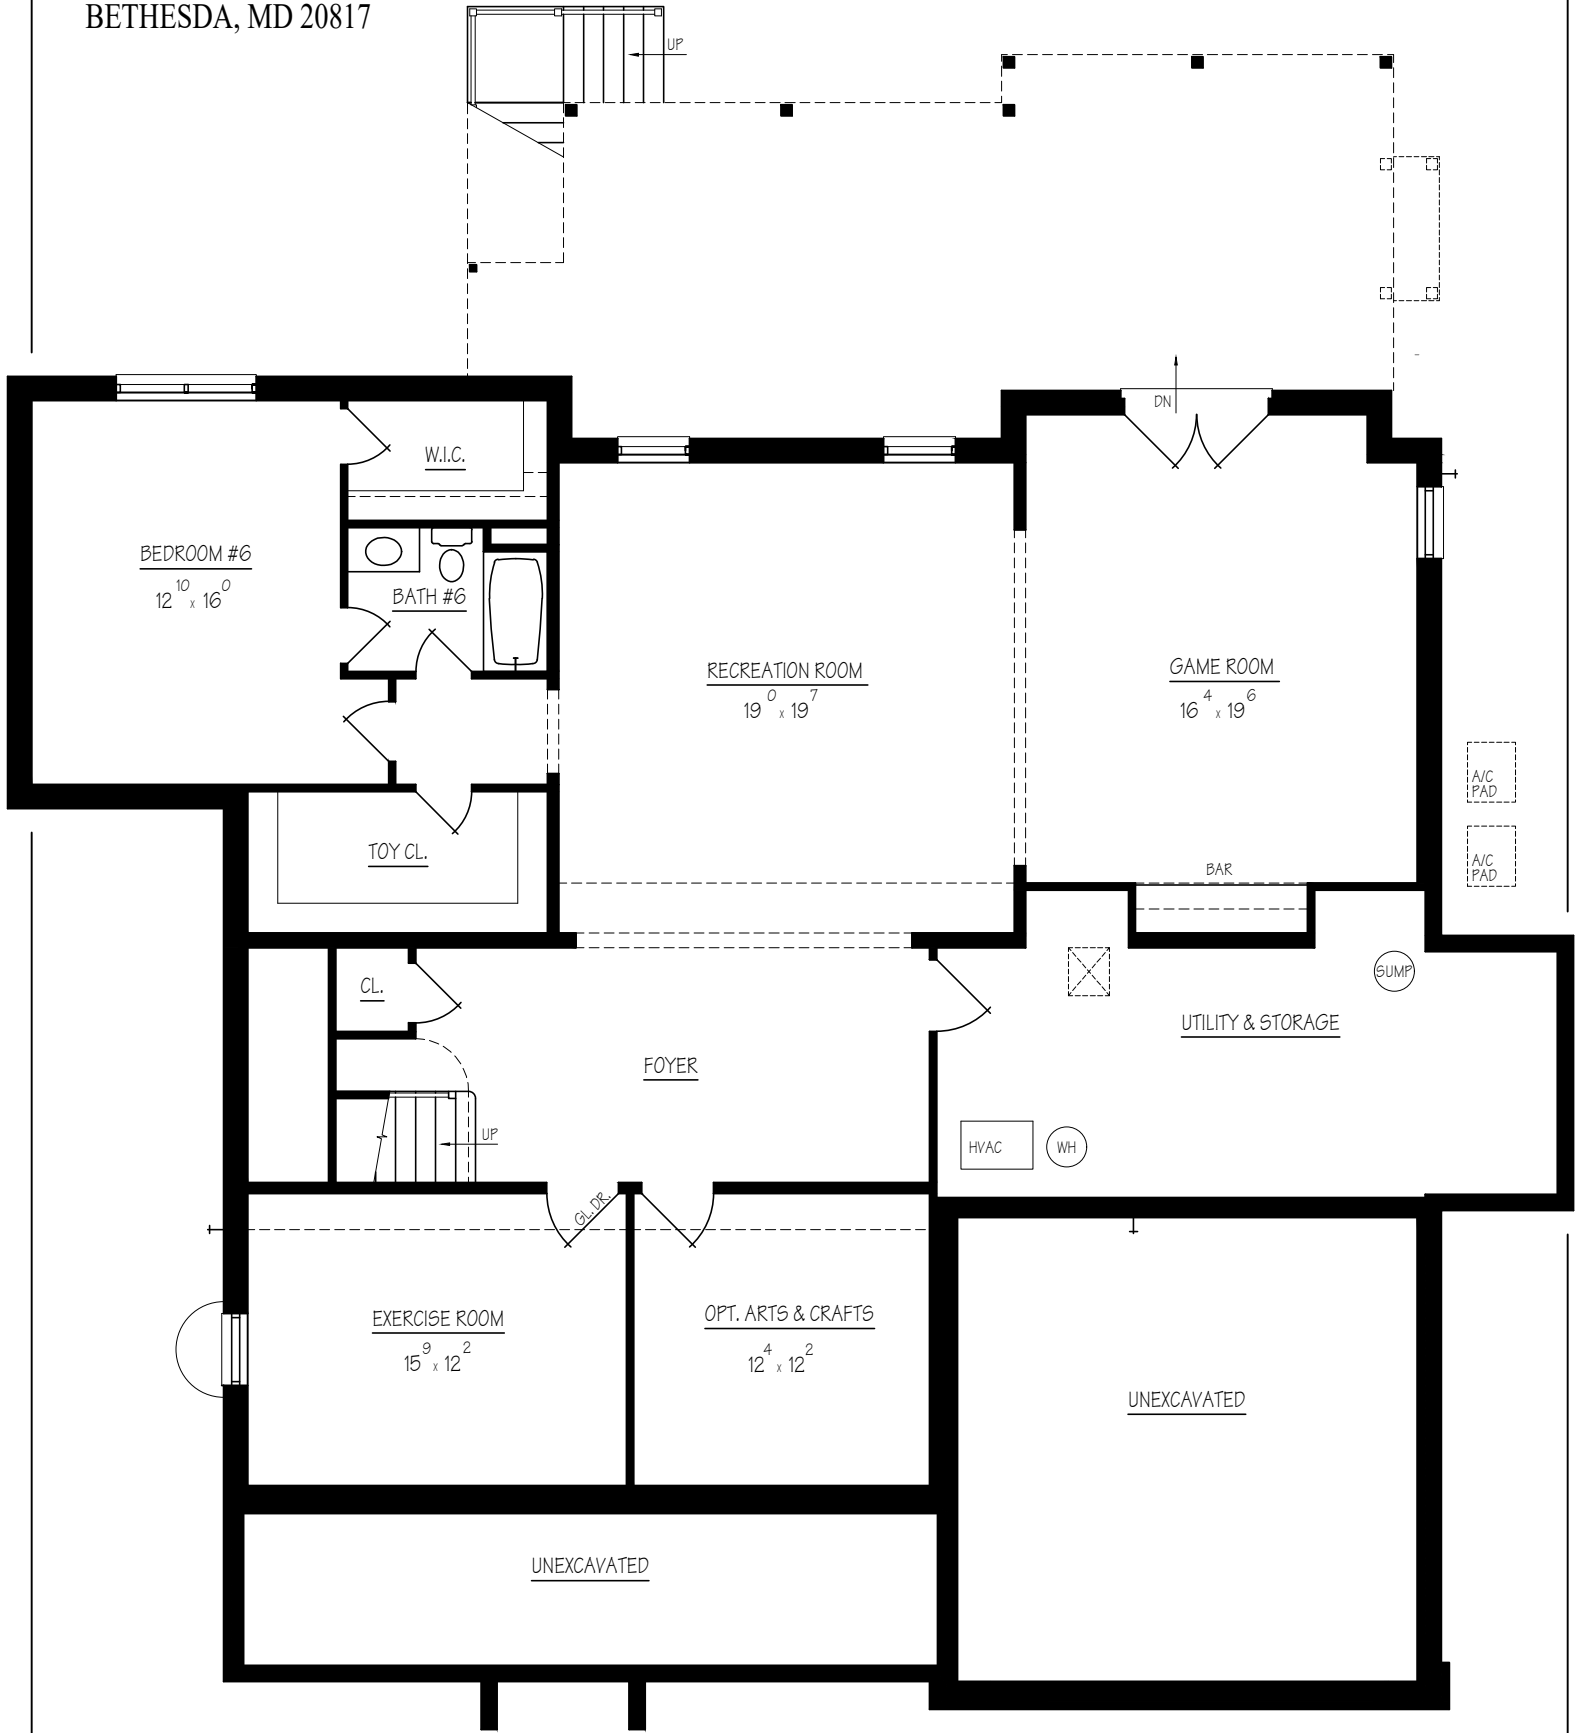 BETHESDA, MD 20817
UP
DN
W.I.C.
BEDROOM #6
12 10 x 16 0
BATH #6
RECREATION ROOM
19 0 x 19 7
GAME ROOM
16 4 x 19 6
A/C
PAD
A/C
PAD
TOY CL.
BAR
CL.
SUMP
UTILITY & STORAGE
FOYER
UP
HVAC
WH
GL. DR.
EXERCISE ROOM
15 9 x 12 2
OPT. ARTS & CRAFTS
12 4 x 12 2
UNEXCAVATED
UNEXCAVATED